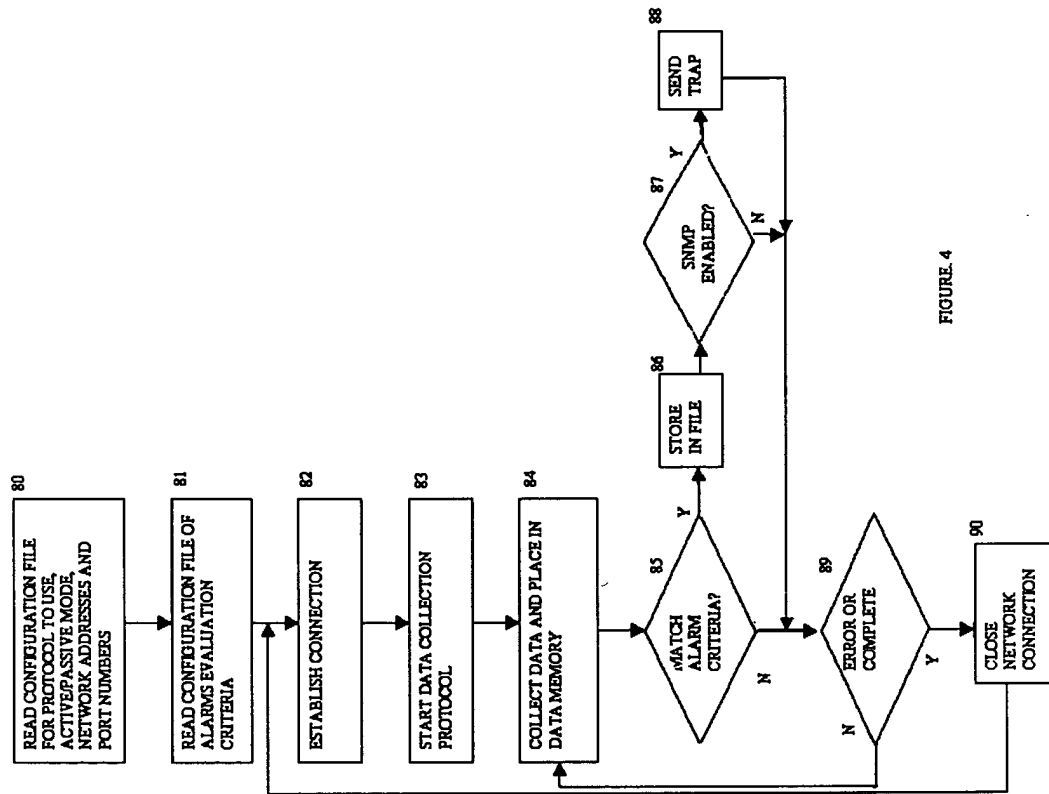 80
READ CONFIGURATION FILE
FOR PROTOCOL TO USE,
ACTIVE/PASSIVE MODE,
NETWORK ADDRESSES AND
PORT NUMBERS
81
READ CONFIGURATION FILE OF
ALARMS EVALUATION
CRITERIA
82
ESTABLISH CONNECTION
83
START DATA COLLECTION
PROTOCOL
84
COLLECT DATA AND PLACE IN
DATA MEMORY
85
MATCH
ALARM
CRITERIA?
Y
N
86
STORE
IN FILE
87
SNMP
ENABLED?
Y
N
88
SEND
TRAP
89
ERROR OR
COMPLETE
N
Y
90
CLOSE
NETWORK
CONNECTION
FIGURE 4